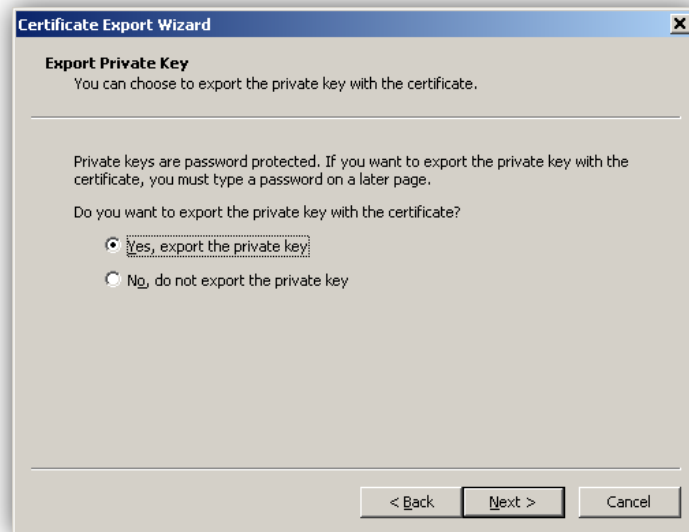 Certificate Export Wizard
Export Private Key
You can choose to export the private key with the certificate.
Private keys are password protected. If you want to export the private key with the
certificate, you must type a password on a later page.
Do you want to export the private key with the certificate?
Yes, export the private key
No, do not export the private key
< Back Next > Cancel